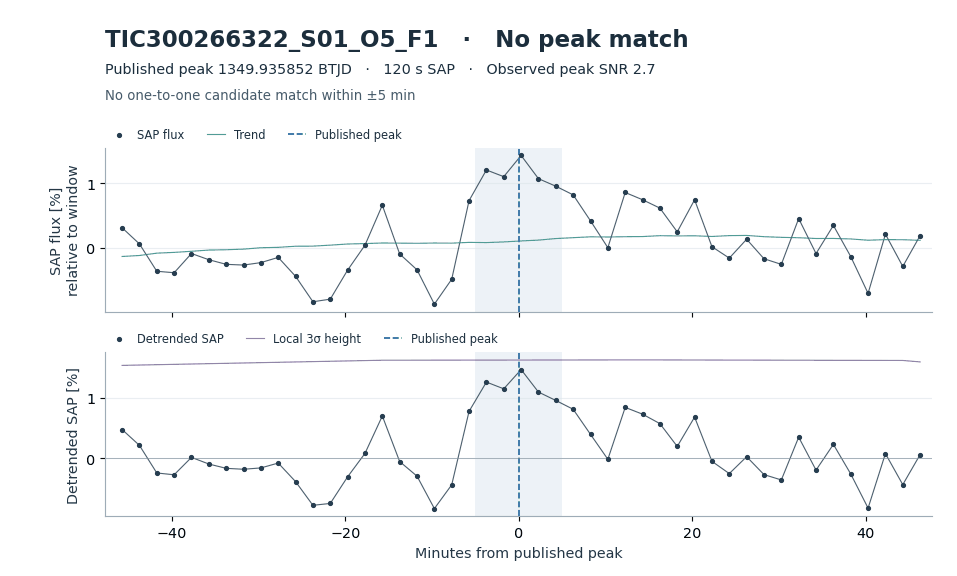 TIC300266322_S01_O5_F1 · No peak match
Published peak 1349.935852 BTJD · 120 s SAP · Observed peak SNR 2.7
No one-to-one candidate match within ±5 min
SAP flux Trend Published peak
SAP flux [%]
relative to window
1
0
Detrended SAP Local 3σ height Published peak
Detrended SAP [%]
1
0
−40 −20 0 20 40
Minutes from published peak